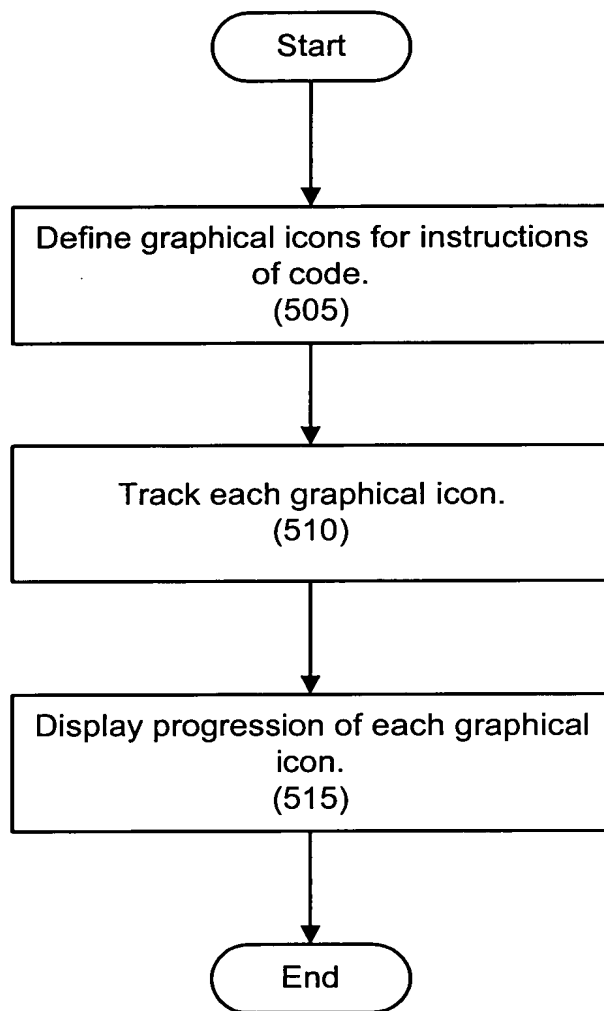 Start
Define graphical icons for instructions
of code.
(505)
Track each graphical icon.
(510)
Display progression of each graphical
icon.
(515)
End